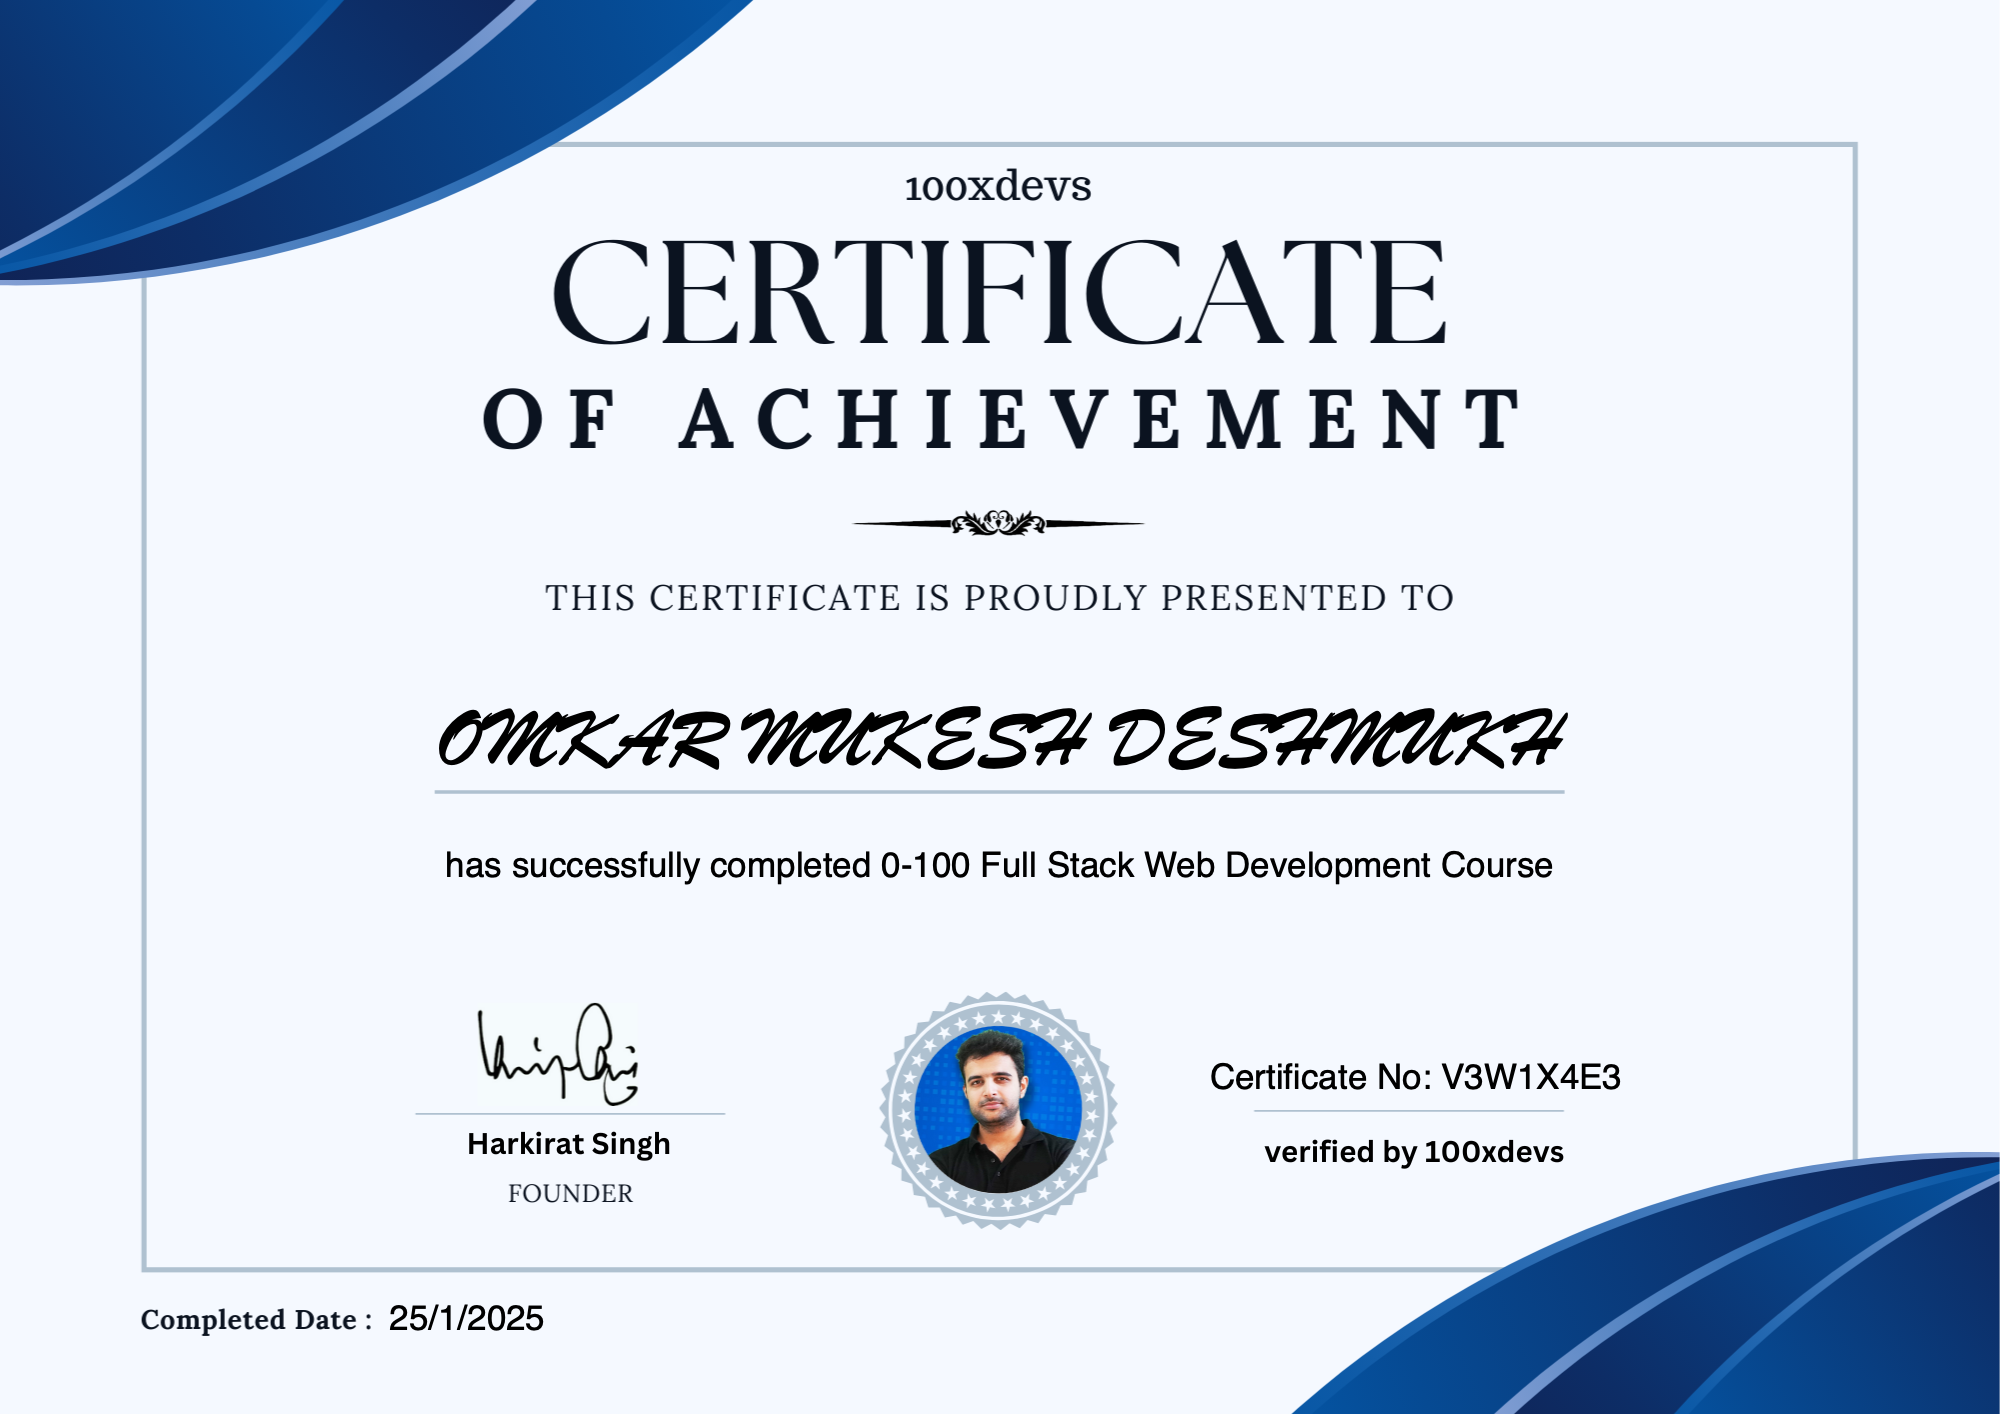 100xdevs
CERTIFICATE
OF ACHIEVEMENT
THIS CERTIFICATE IS PROUDLY PRESENTED TO
OMKAR MUKESH DESHMUKH
has successfully completed 0-100 Full Stack Web Development Course
Harkirat Singh
FOUNDER
Certificate No: V3W1X4E3
verified by 100xdevs
Completed Date : 25/1/2025